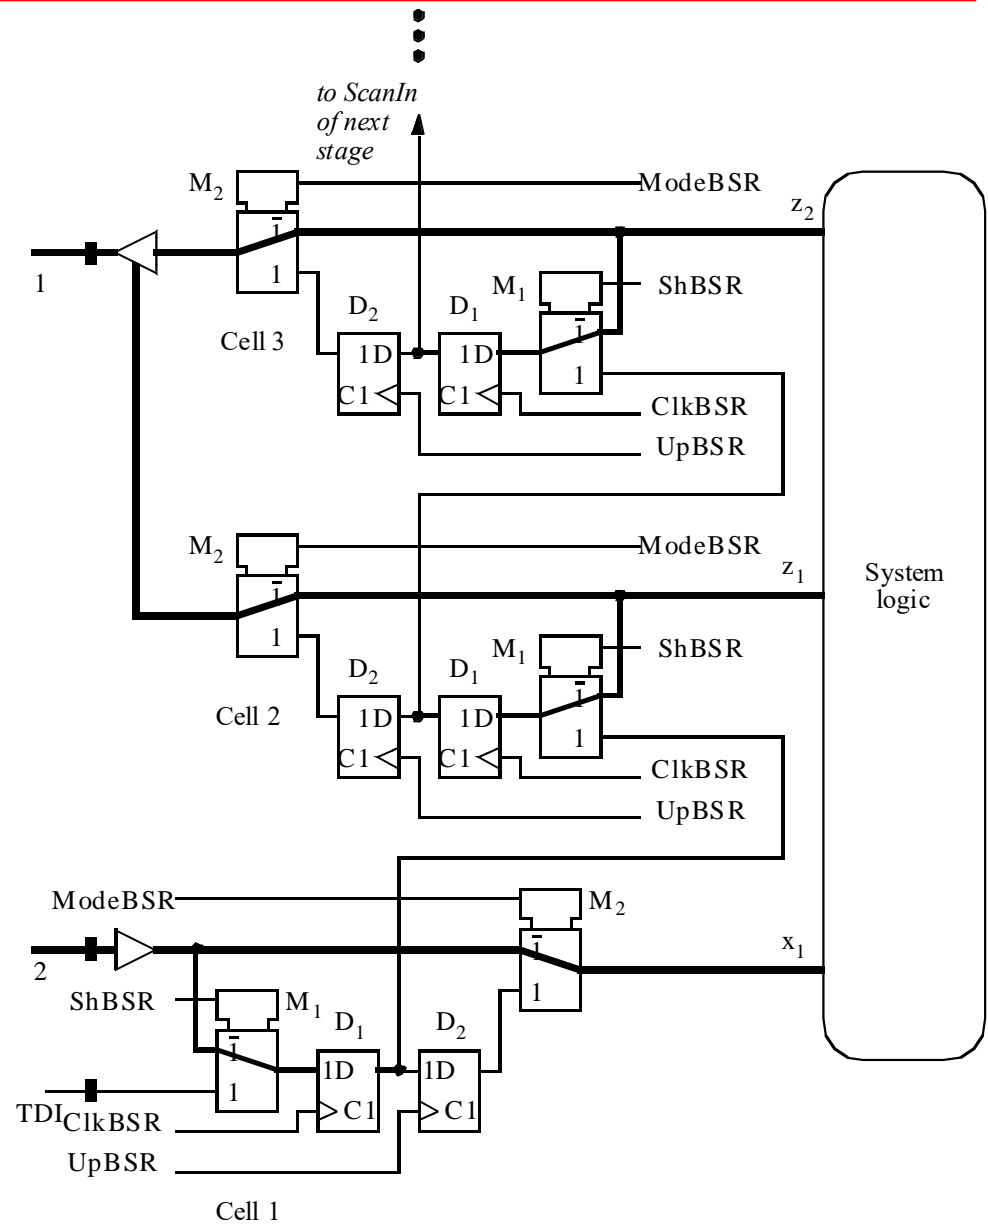 to ScanIn
of next
stage
M2
ModeBSR
z2
1̅
1
1
M1
ShBSR
D2
D1
1̅
Cell 3
1D
1D
1
C1
C1
ClkBSR
UpBSR
M2
ModeBSR
z1
System
logic
1̅
1
M1
ShBSR
D2
D1
1̅
Cell 2
1D
1D
1
C1
C1
ClkBSR
UpBSR
ModeBSR
M2
1̅
x1
2
1
ShBSR
M1
D1
D2
1̅
1D
1D
1
TDI
ClkBSR
C1
C1
UpBSR
Cell 1